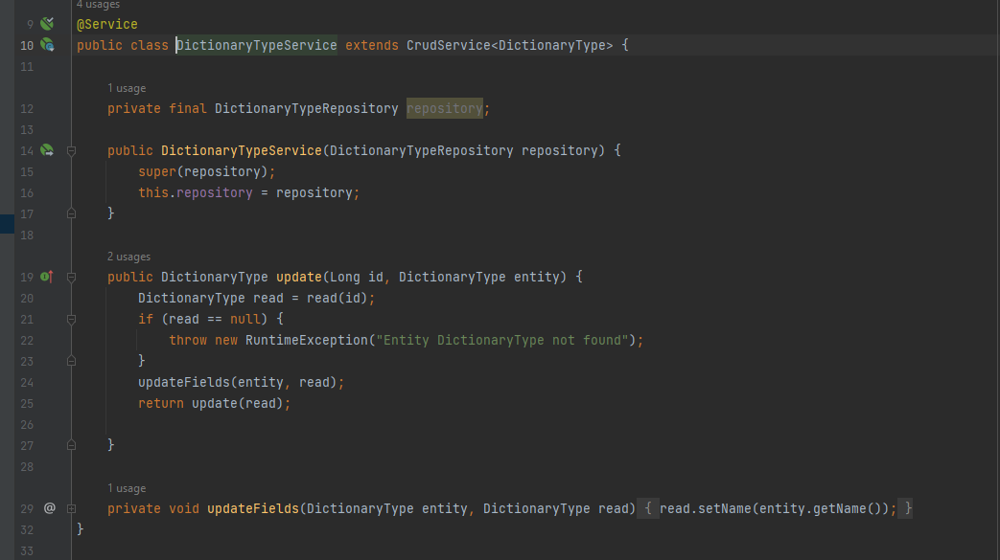 4 usages
9 @Service
10 public class DictionaryTypeService extends CrudService<DictionaryType> {
11
1 usage
12 private final DictionaryTypeRepository repository;
13
14 public DictionaryTypeService(DictionaryTypeRepository repository) {
15 super(repository);
16 this.repository = repository;
17 }
18
2 usages
19 public DictionaryType update(Long id, DictionaryType entity) {
20 DictionaryType read = read(id);
21 if (read == null) {
22 throw new RuntimeException("Entity DictionaryType not found");
23 }
24 updateFields(entity, read);
25 return update(read);
26
27 }
28
1 usage
29 @ private void updateFields(DictionaryType entity, DictionaryType read) { read.setName(entity.getName()); }
32 }
33